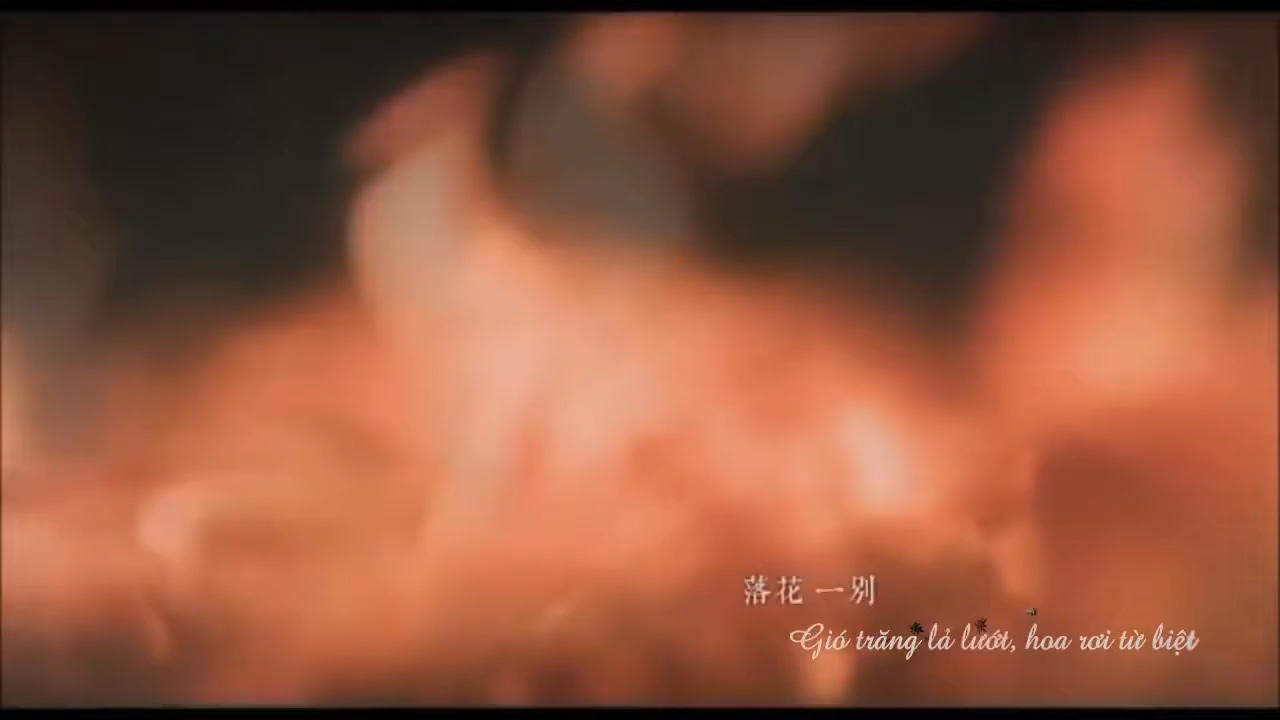 落花 一别
Gió trăng lả lướt, hoa rơi từ biệt